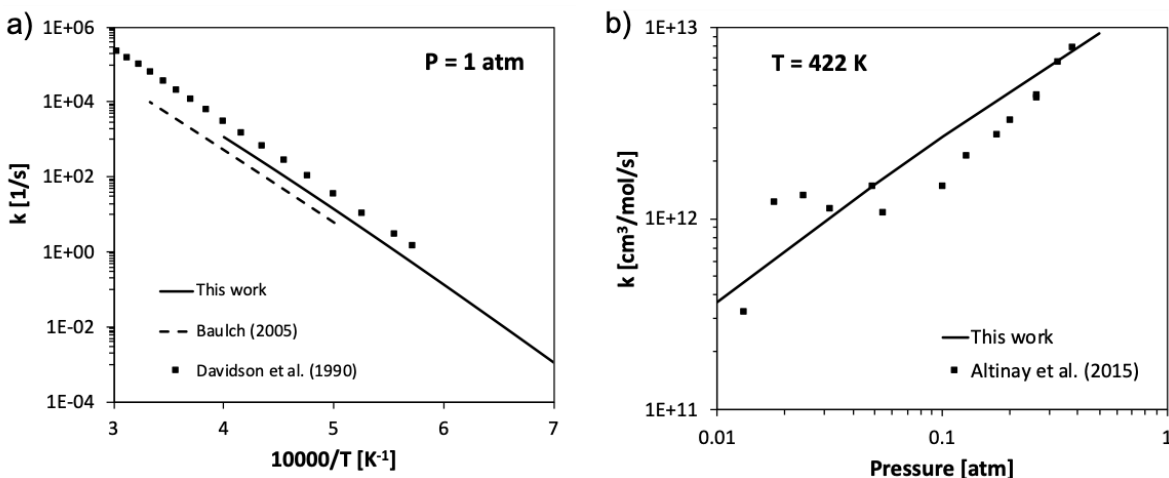 a)
P = 1 atm
1E+06
1E+04
1E+02
1E+00
1E-02
1E-04
k [1/s]
This work
Baulch (2005)
Davidson et al. (1990)
3 4 5 6 7
10000/T [K⁻¹]
b)
T = 422 K
1E+13
1E+12
1E+11
k [cm³/mol/s]
This work
Altinay et al. (2015)
0.01 0.1 1
Pressure [atm]